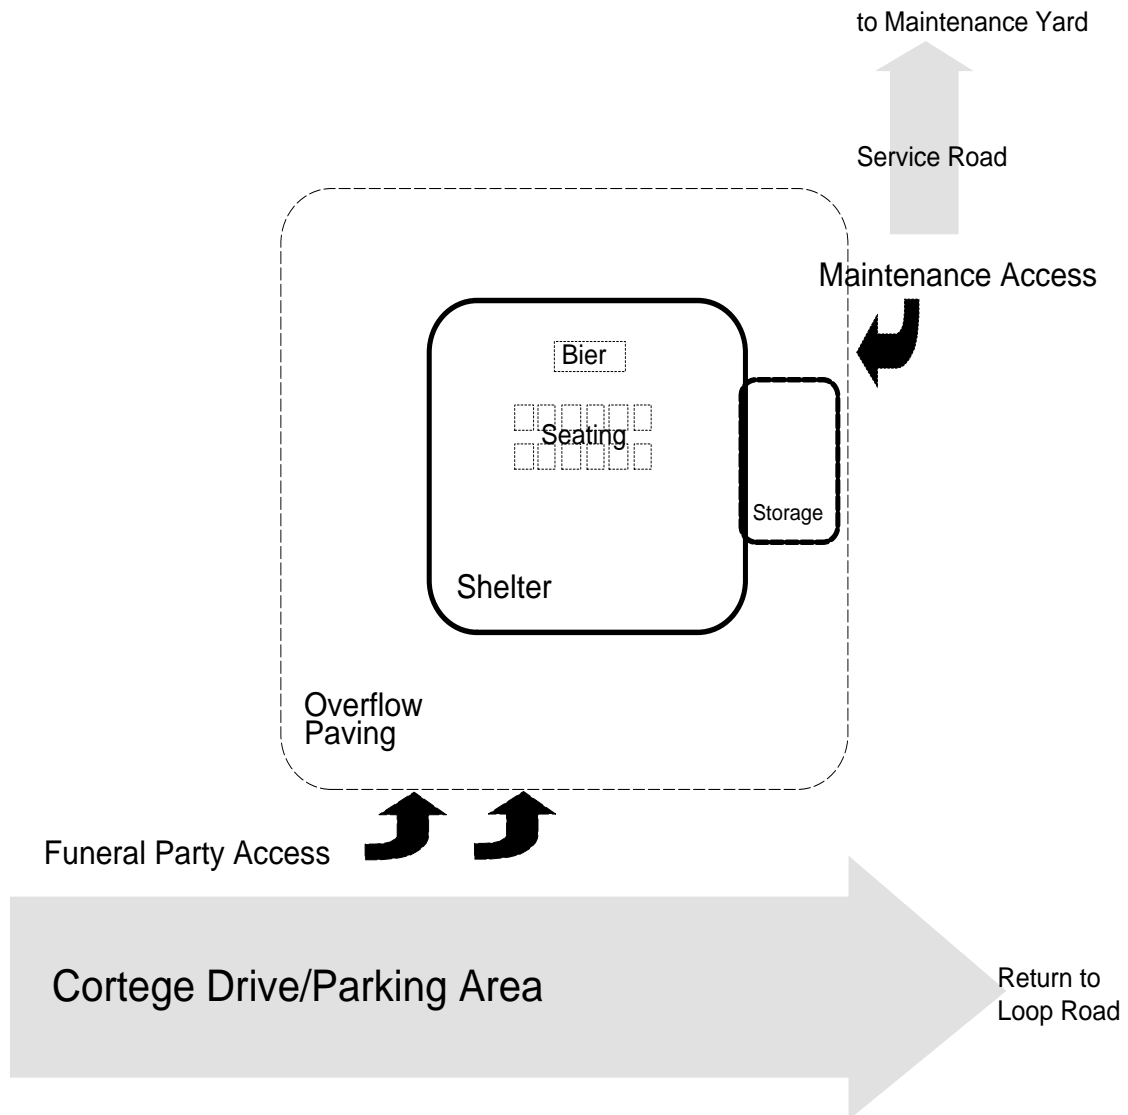 to Maintenance Yard
Service Road
Maintenance Access
Bier
Seating
Storage
Shelter
Overflow
Paving
Funeral Party Access
Cortege Drive/Parking Area
Return to
Loop Road